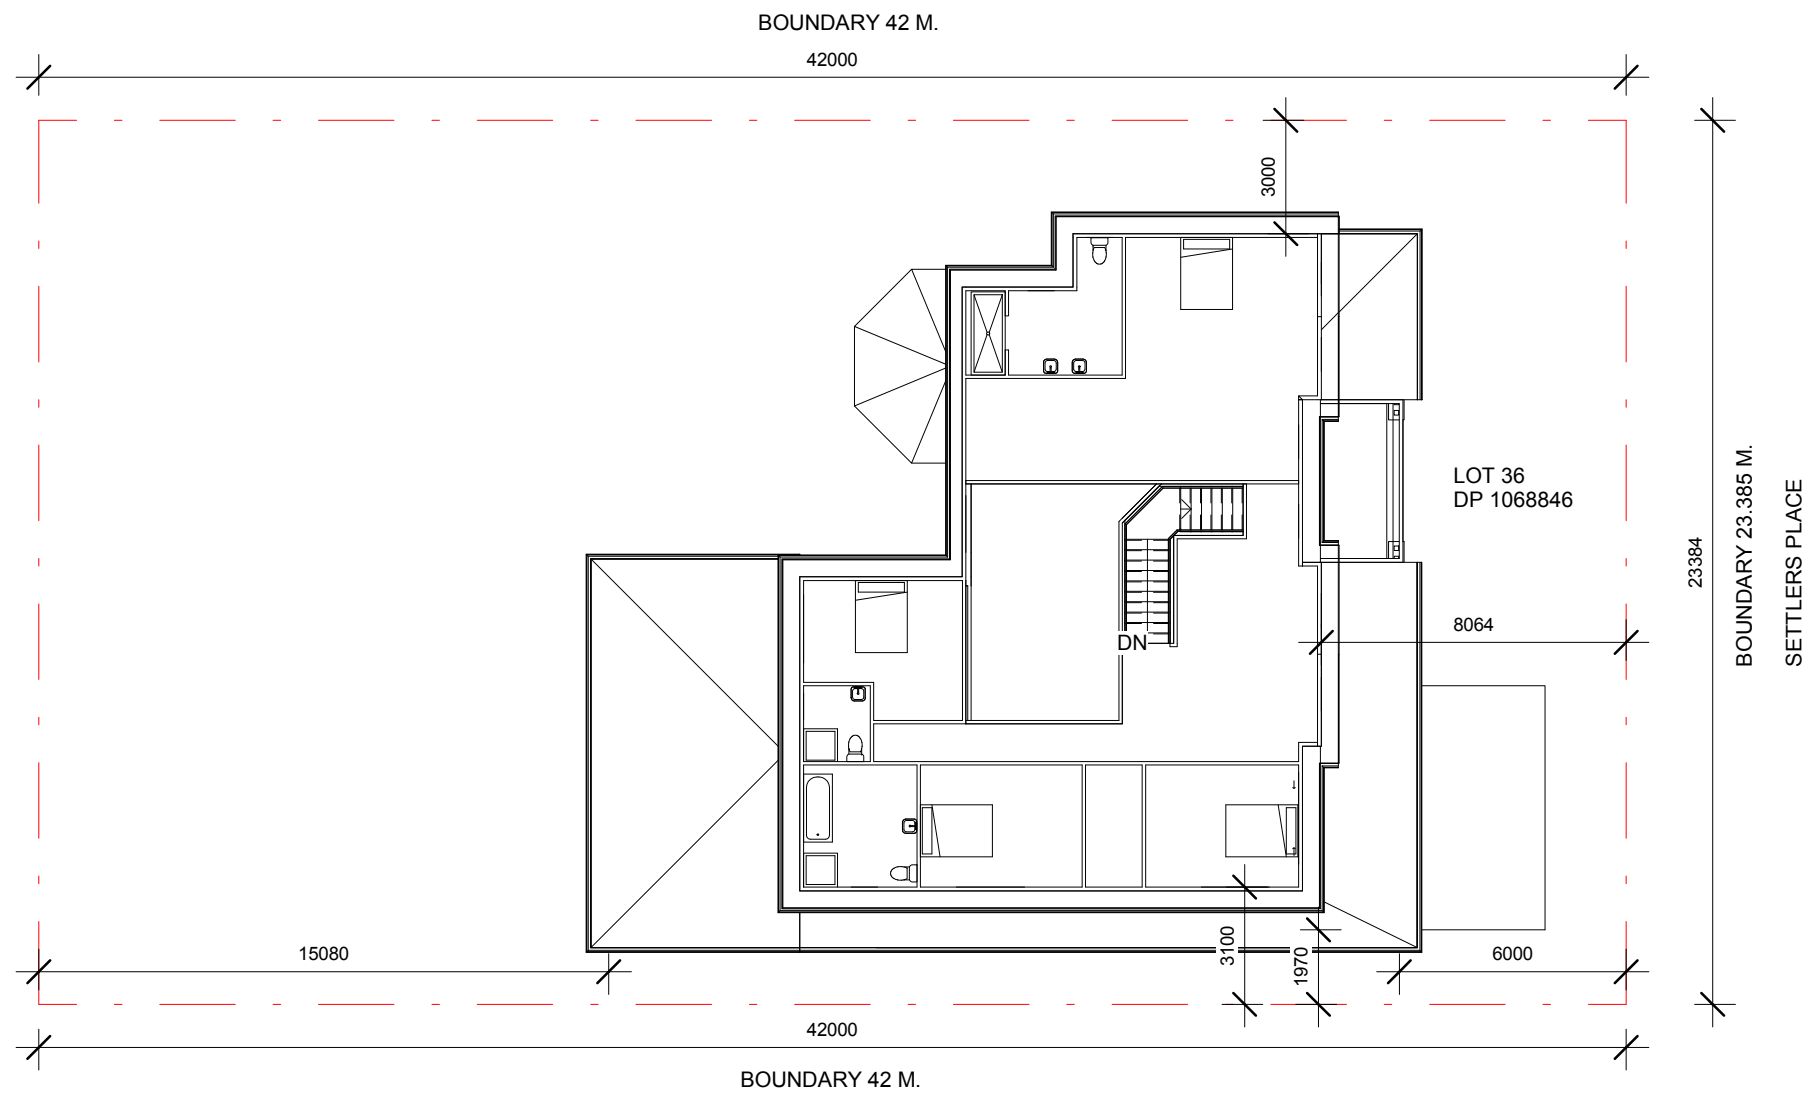 BOUNDARY 42 M.
42000
3000
LOT 36
DP 1068846
23384
BOUNDARY 23.385 M.
SETTLERS PLACE
8064
DN
15080
3100
1970
6000
42000
BOUNDARY 42 M.